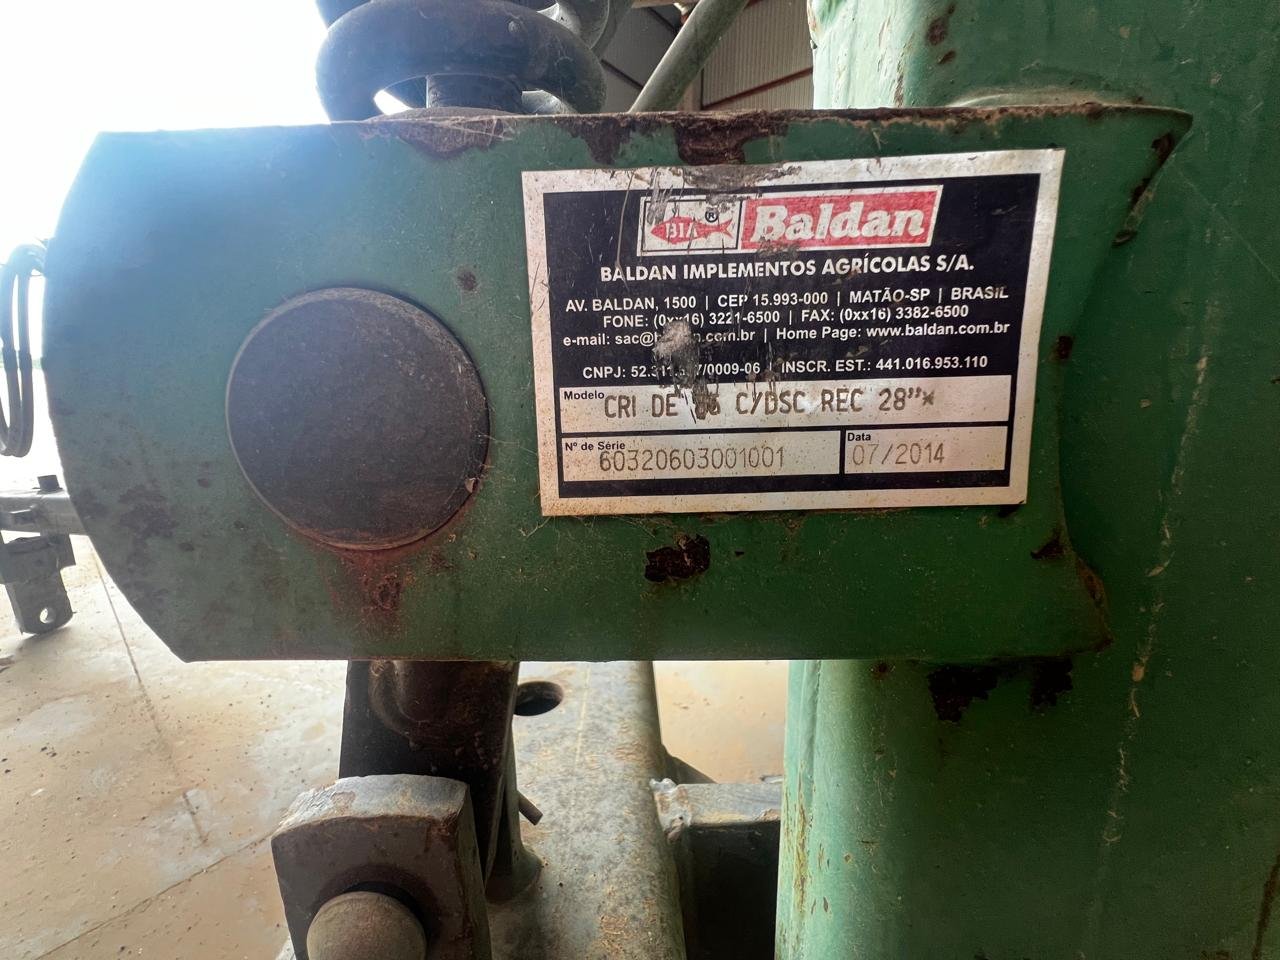 BIA ® Baldan
BALDAN IMPLEMENTOS AGRÍCOLAS S/A.
AV. BALDAN, 1500 | CEP 15.993-000 | MATÃO-SP | BRASIL
FONE: (0xx16) 3221-6500 | FAX: (0xx16) 3382-6500
e-mail: | Home Page: www.baldan.com.br
CNPJ: INSCR. EST.: 441.016.953.110
Modelo CRI DE C/DSC REC 28"*
Nº de Série 60320603001001 Data 07/2014